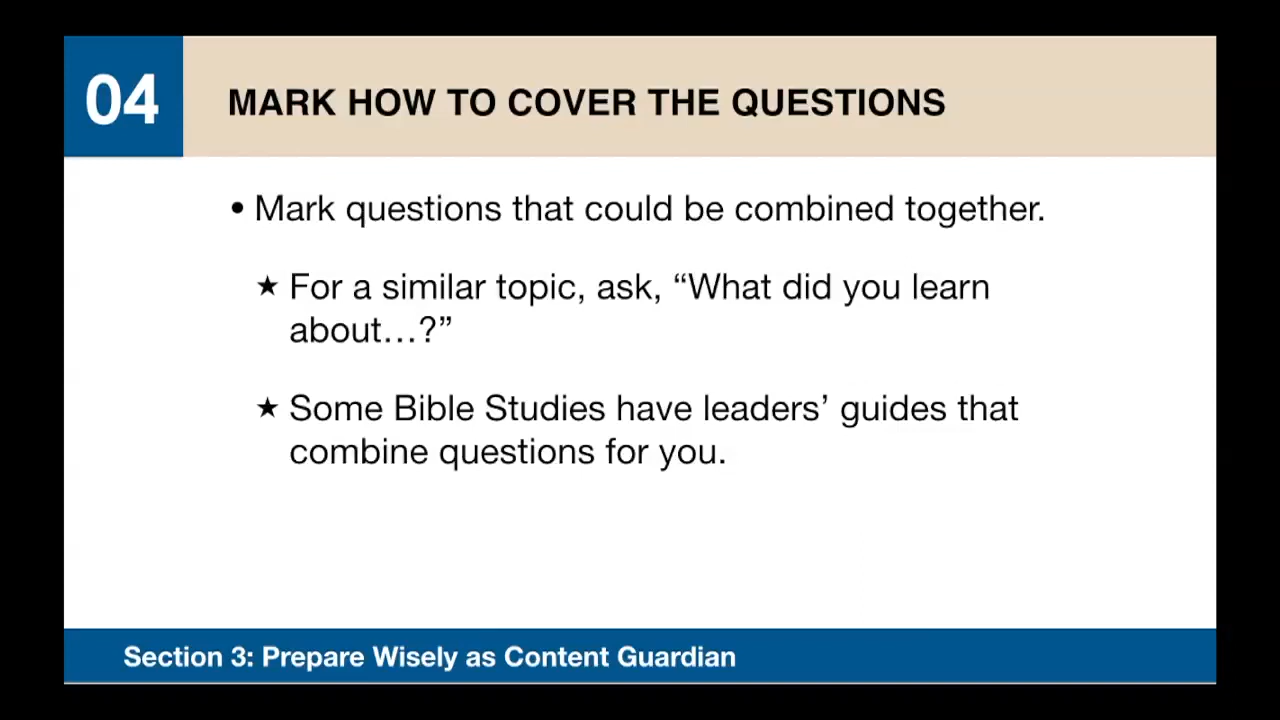 04
MARK HOW TO COVER THE QUESTIONS
• Mark questions that could be combined together.
★ For a similar topic, ask, “What did you learn
about…?”
★ Some Bible Studies have leaders’ guides that
combine questions for you.
Section 3: Prepare Wisely as Content Guardian